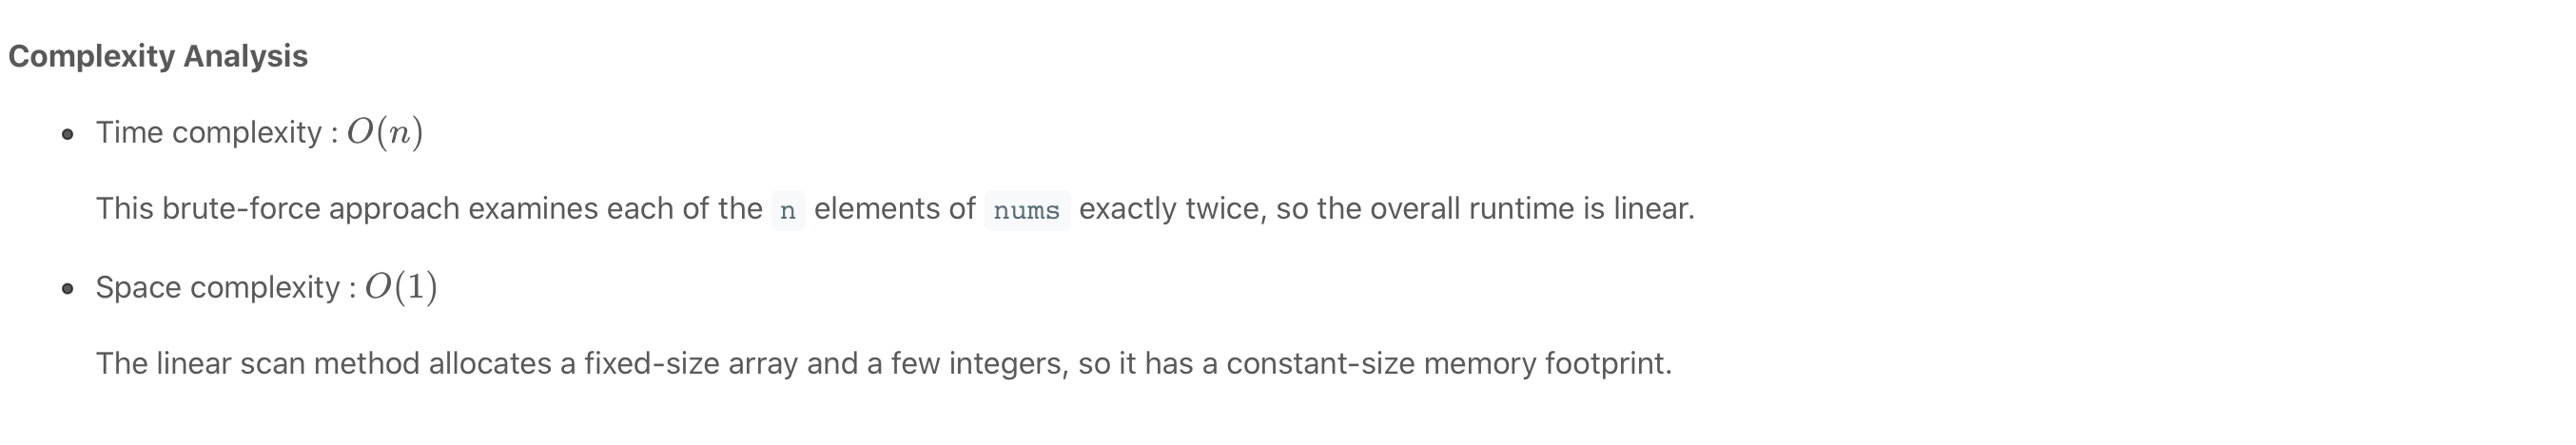 Complexity Analysis
• Time complexity : O(n)
This brute-force approach examines each of the n elements of nums exactly twice, so the overall runtime is linear.
• Space complexity : O(1)
The linear scan method allocates a fixed-size array and a few integers, so it has a constant-size memory footprint.